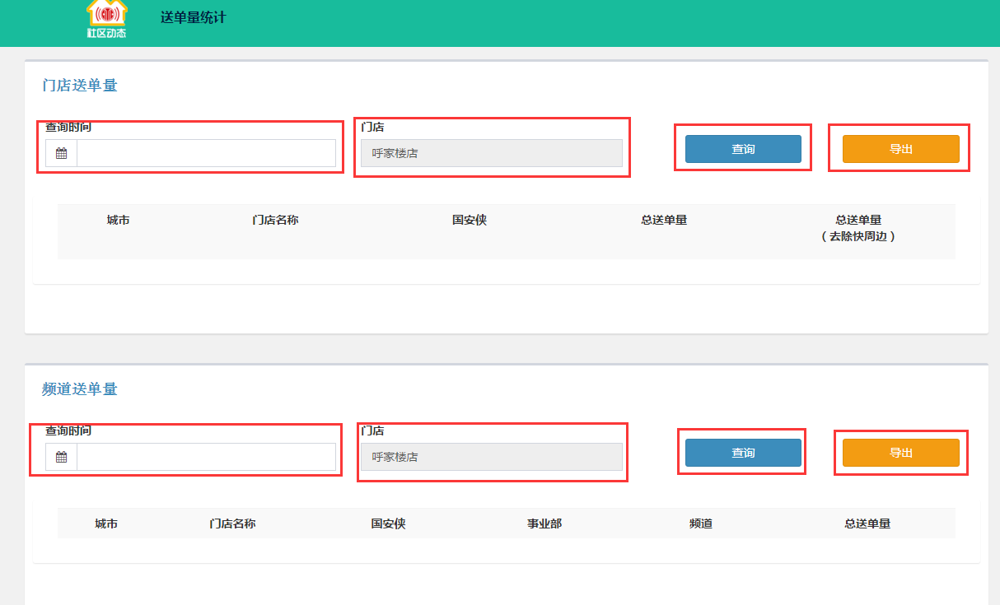 社区动态
送单量统计
门店送单量
查询时间
门店
呼家楼店
查询
导出
城市
门店名称
国安侠
总送单量
总送单量
（去除快周边）
频道送单量
查询时间
门店
呼家楼店
查询
导出
城市
门店名称
国安侠
事业部
频道
总送单量